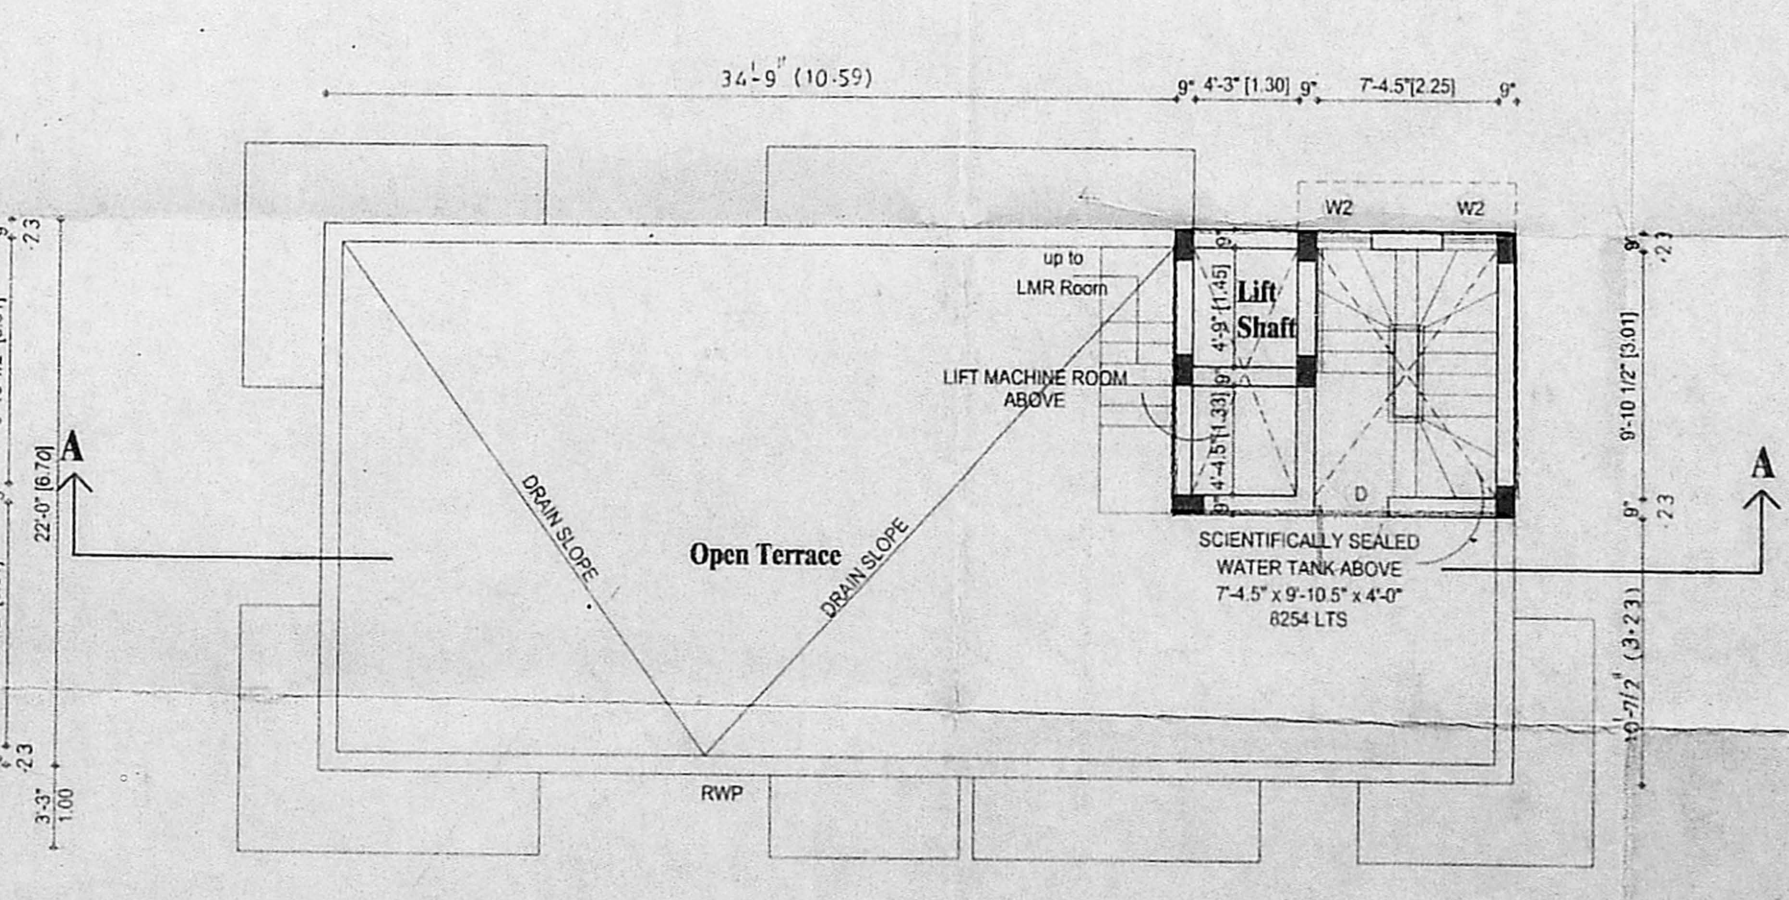 34'-9" (10.59)
9" 4'-3" [1.30] 9" 7'-4.5"[2.25] 9"
W2 W2
.23
9"
9"
9"
.23
up to
LMR Room
4'-9" [1.45]
Lift
Shaft
9'-10 1/2" [3.01]
LIFT MACHINE ROOM
ABOVE
9"
4'-4.5"[1.33]
A
A
22'-0" [6.70]
DRAIN SLOPE
Open Terrace
DRAIN SLOPE
D
9"
9"
.23
SCIENTIFICALLY SEALED
WATER TANK ABOVE
7'-4.5" x 9'-10.5" x 4'-0"
8254 LTS
10'-7/2" (3.23)
.23
RWP
3'-3"
1.00